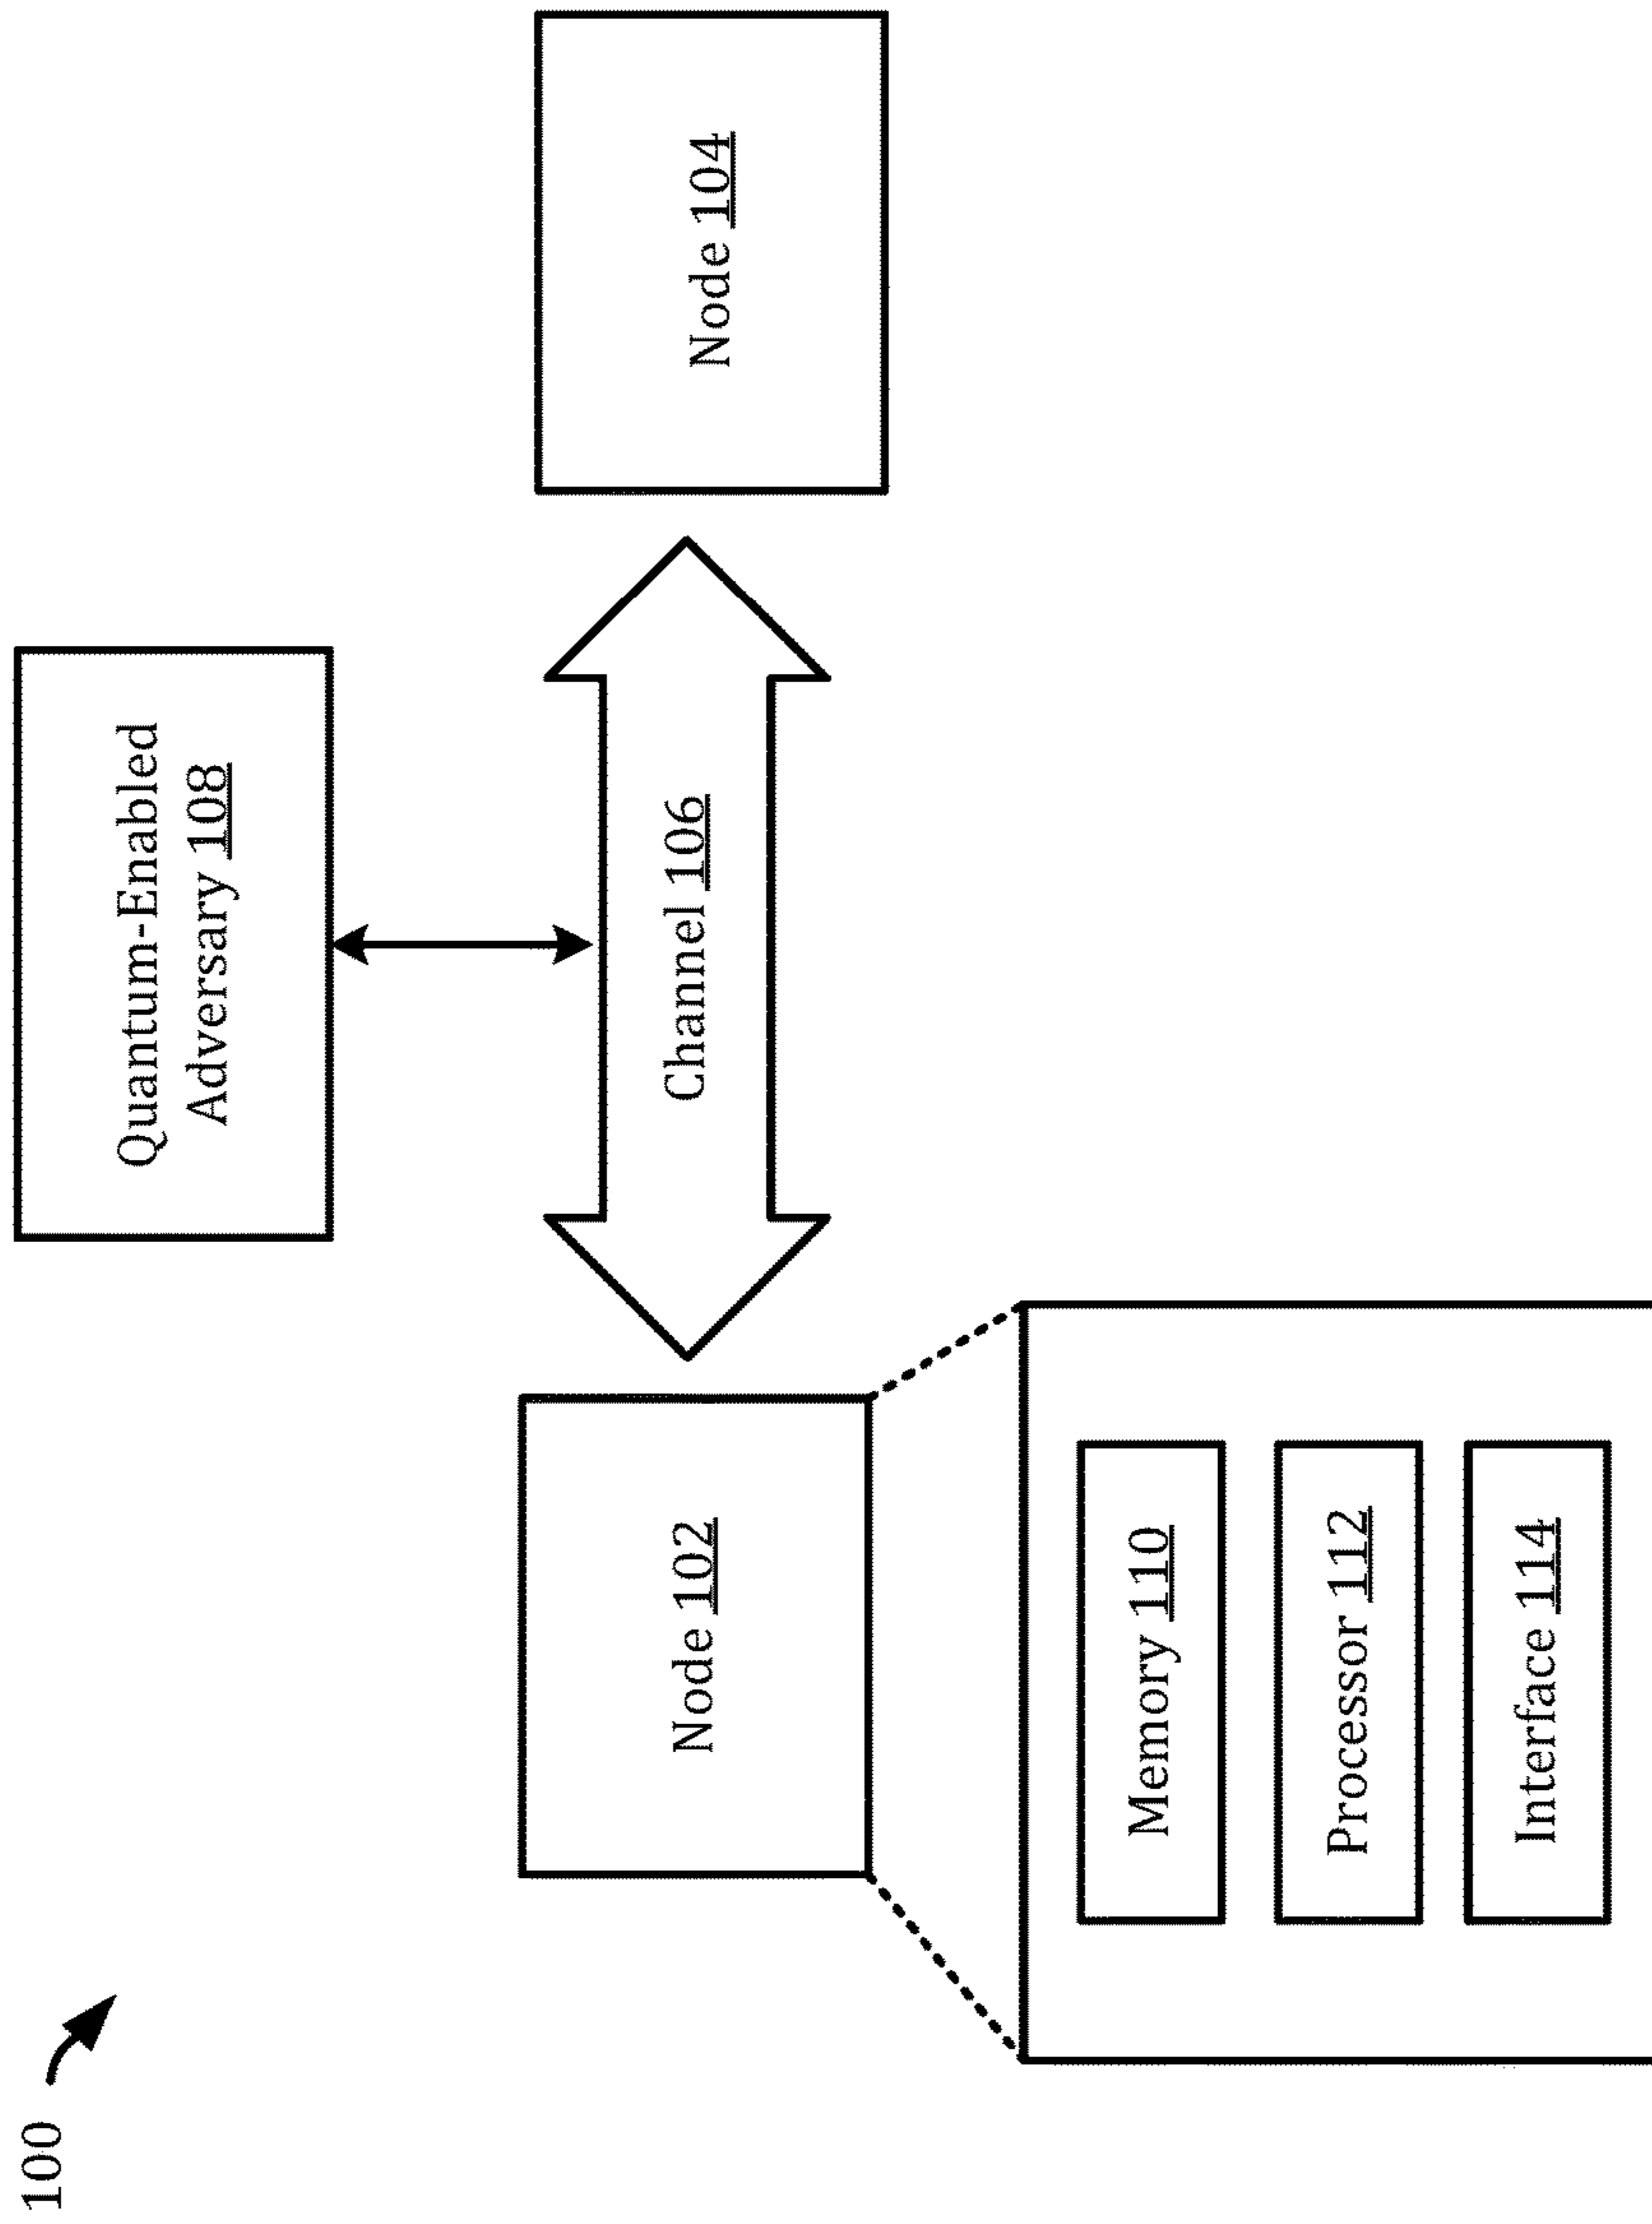 100
Quantum-Enabled
Adversary 108
Node 102
Channel 106
Node 104
Memory 110
Processor 112
Interface 114